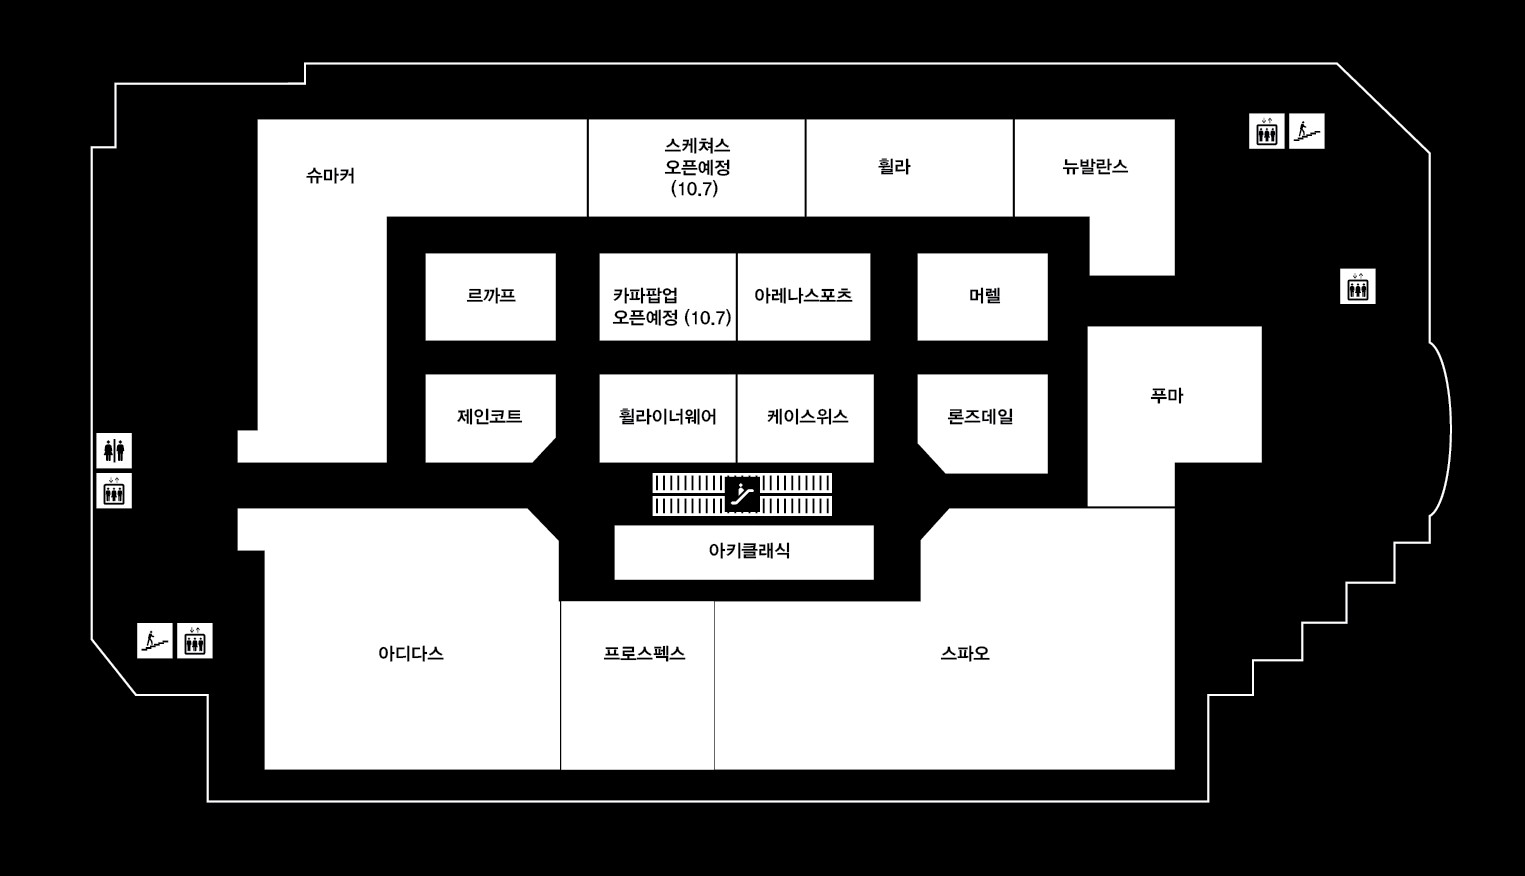 슈마커
스케쳐스
오픈예정
(10.7)
휠라
뉴발란스
르까프
카파팝업
오픈예정 (10.7)
아레나스포츠
머렐
푸마
제인코트
휠라이너웨어
케이스위스
론즈데일
아키클래식
아디다스
프로스펙스
스파오